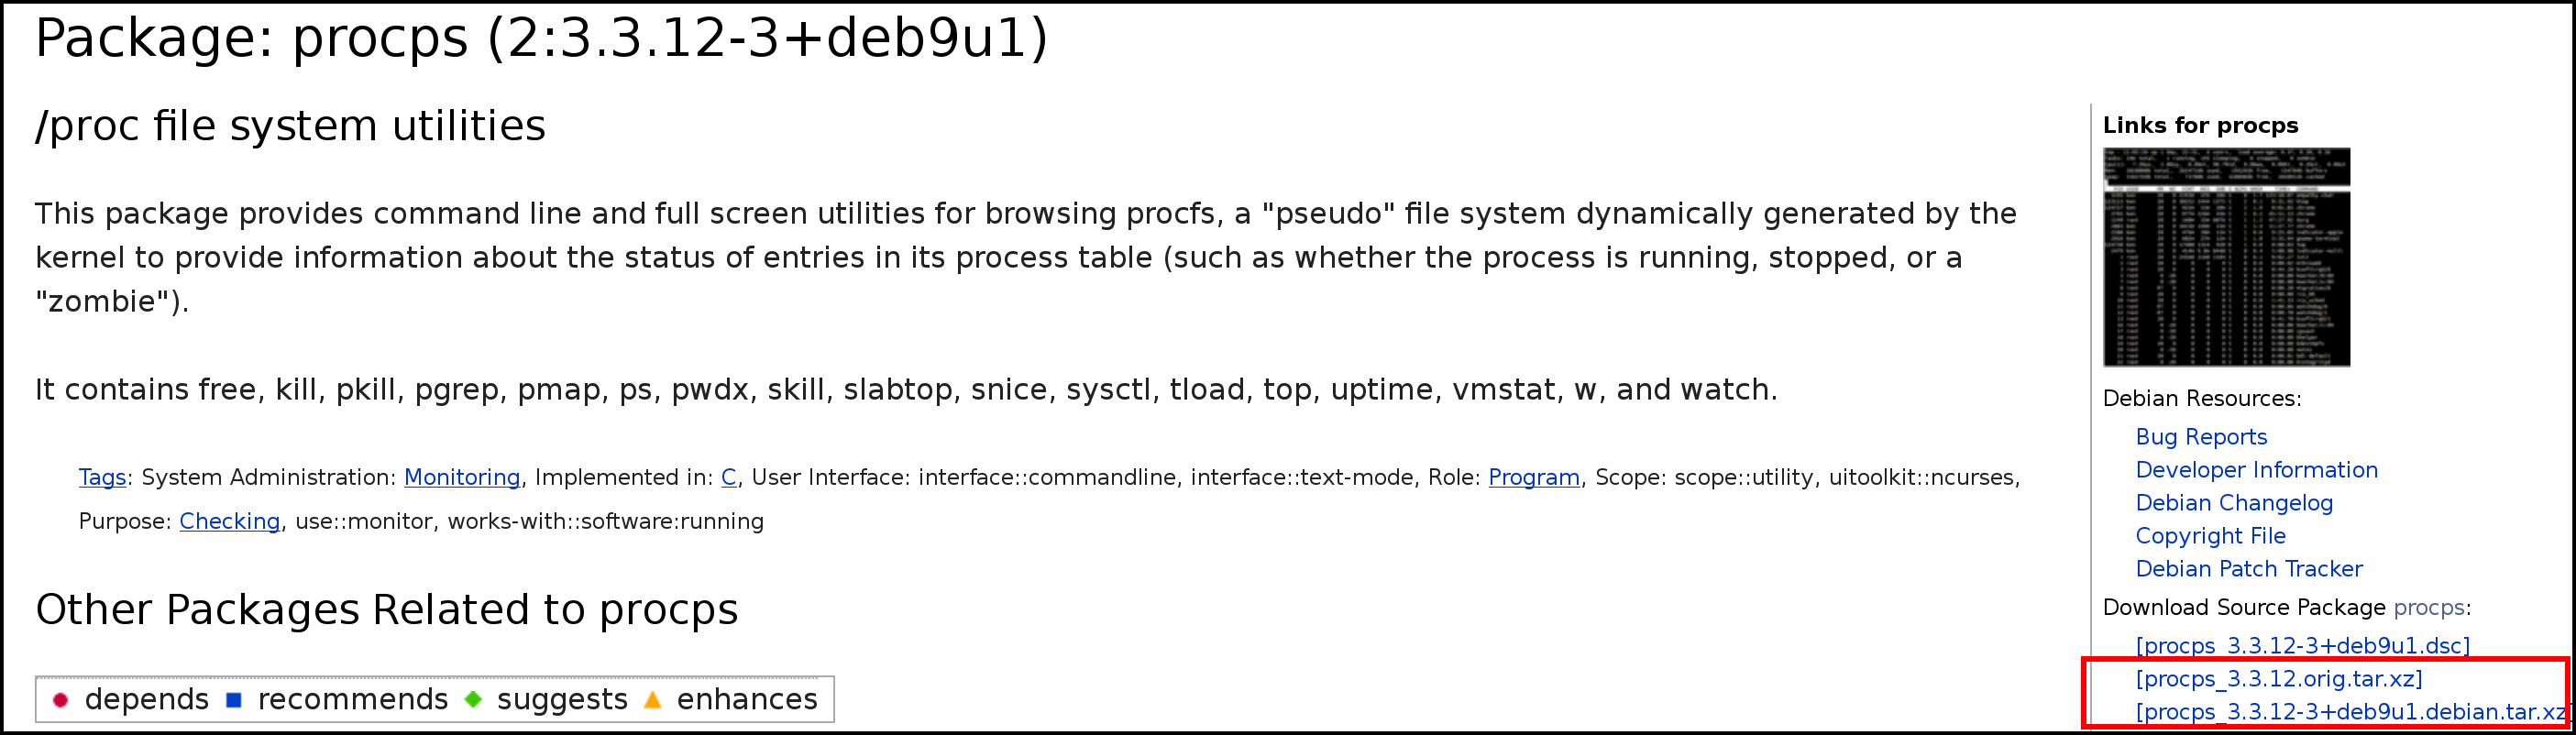 Package: procps (2:3.3.12-3+deb9u1)
/proc file system utilities
This package provides command line and full screen utilities for browsing procfs, a "pseudo" file system dynamically generated by the
kernel to provide information about the status of entries in its process table (such as whether the process is running, stopped, or a
"zombie").
It contains free, kill, pkill, pgrep, pmap, ps, pwdx, skill, slabtop, snice, sysctl, tload, top, uptime, vmstat, w, and watch.
Tags: System Administration: Monitoring, Implemented in: C, User Interface: interface::commandline, interface::text-mode, Role: Program, Scope: scope::utility, uitoolkit::ncurses,
Purpose: Checking, use::monitor, works-with::software:running
Other Packages Related to procps
depends recommends suggests enhances
Links for procps
Debian Resources:
Bug Reports
Developer Information
Debian Changelog
Copyright File
Debian Patch Tracker
Download Source Package procps:
[procps_3.3.12-3+deb9u1.dsc]
[procps_3.3.12.orig.tar.xz]
[procps_3.3.12-3+deb9u1.debian.tar.xz